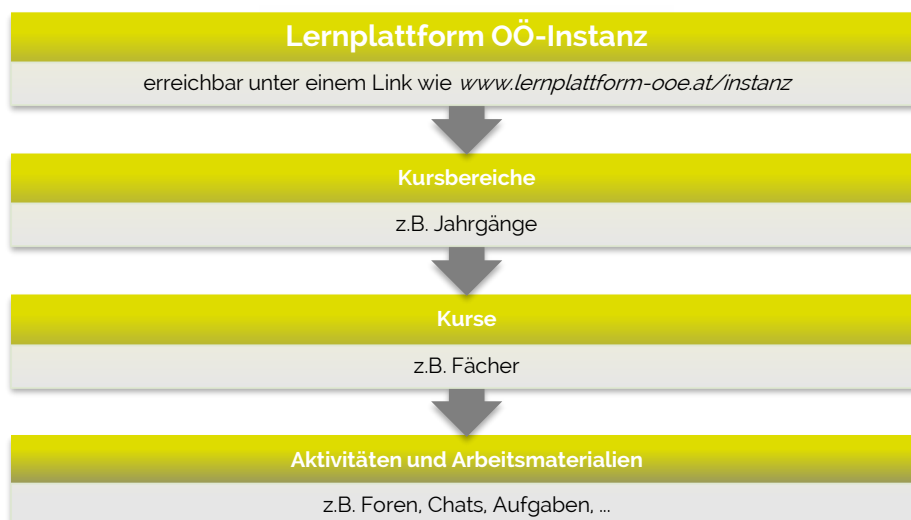 Lernplattform OÖ-Instanz
erreichbar unter einem Link wie www.lernplattform-ooe.at/instanz
Kursbereiche
z.B. Jahrgänge
Kurse
z.B. Fächer
Aktivitäten und Arbeitsmaterialien
z.B. Foren, Chats, Aufgaben, ...